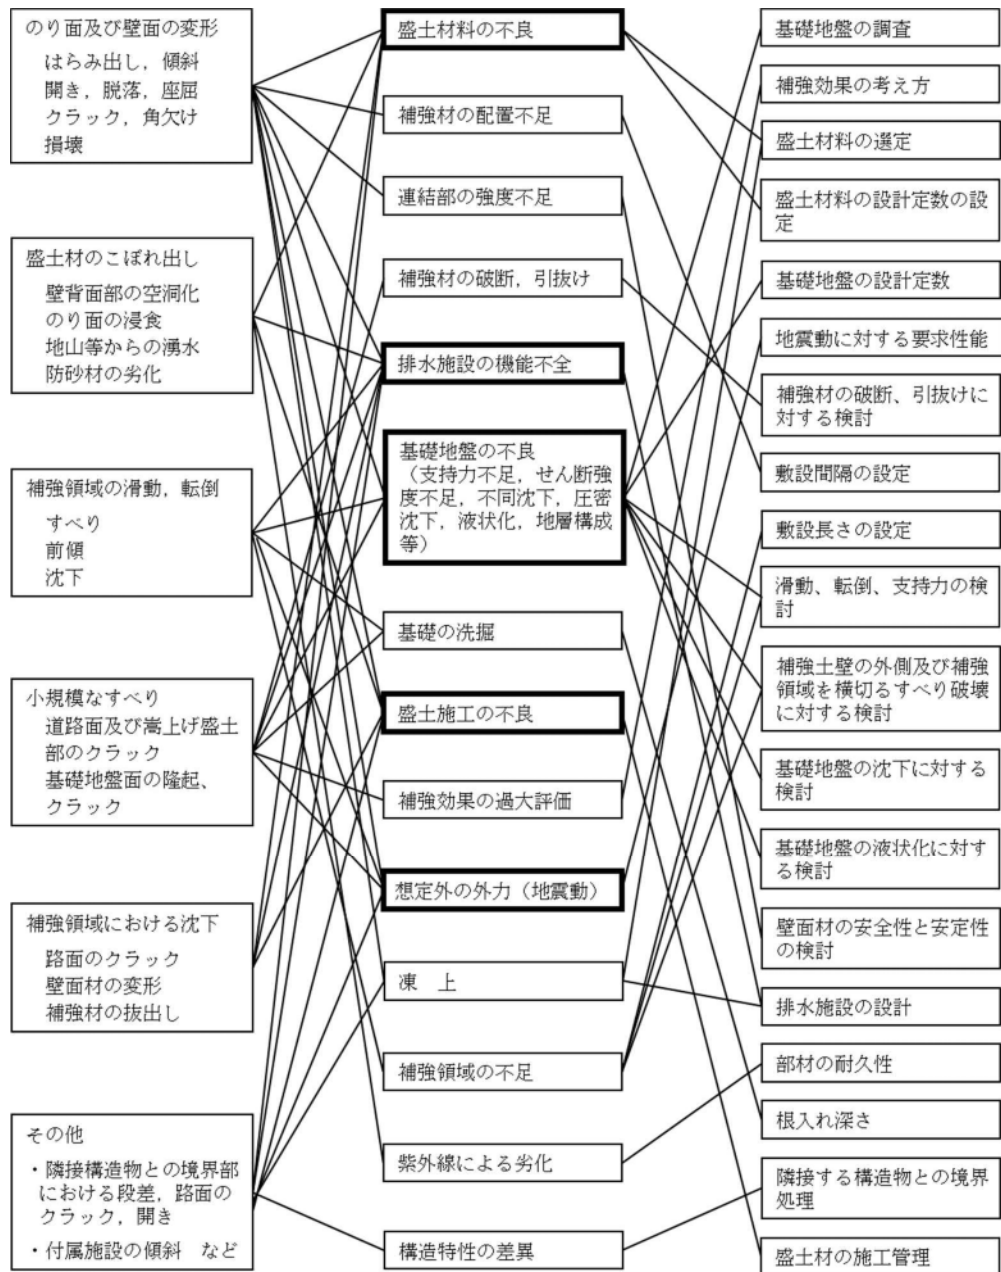 のり面及び壁面の変形
はらみ出し，傾斜
開き，脱落，座屈
クラック，角欠け
損壊
盛土材のこぼれ出し
壁背面部の空洞化
のり面の浸食
地山等からの湧水
防砂材の劣化
補強領域の滑動，転倒
すべり
前傾
沈下
小規模なすべり
道路面及び嵩上げ盛土
部のクラック
基礎地盤面の隆起、
クラック
補強領域における沈下
路面のクラック
壁面材の変形
補強材の抜出し
その他
・隣接構造物との境界部
における段差，路面の
クラック，開き
・付属施設の傾斜　など
盛土材料の不良
補強材の配置不足
連結部の強度不足
補強材の破断，引抜け
排水施設の機能不全
基礎地盤の不良
（支持力不足，せん断強
度不足，不同沈下，圧密
沈下，液状化，地層構成
等）
基礎の洗掘
盛土施工の不良
補強効果の過大評価
想定外の外力（地震動）
凍　上
補強領域の不足
紫外線による劣化
構造特性の差異
基礎地盤の調査
補強効果の考え方
盛土材料の選定
盛土材料の設計定数の設
定
基礎地盤の設計定数
地震動に対する要求性能
補強材の破断、引抜けに
対する検討
敷設間隔の設定
敷設長さの設定
滑動、転倒、支持力の検
討
補強土壁の外側及び補強
領域を横切るすべり破壊
に対する検討
基礎地盤の沈下に対する
検討
基礎地盤の液状化に対す
る検討
壁面材の安全性と安定性
の検討
排水施設の設計
部材の耐久性
根入れ深さ
隣接する構造物との境界
処理
盛土材の施工管理